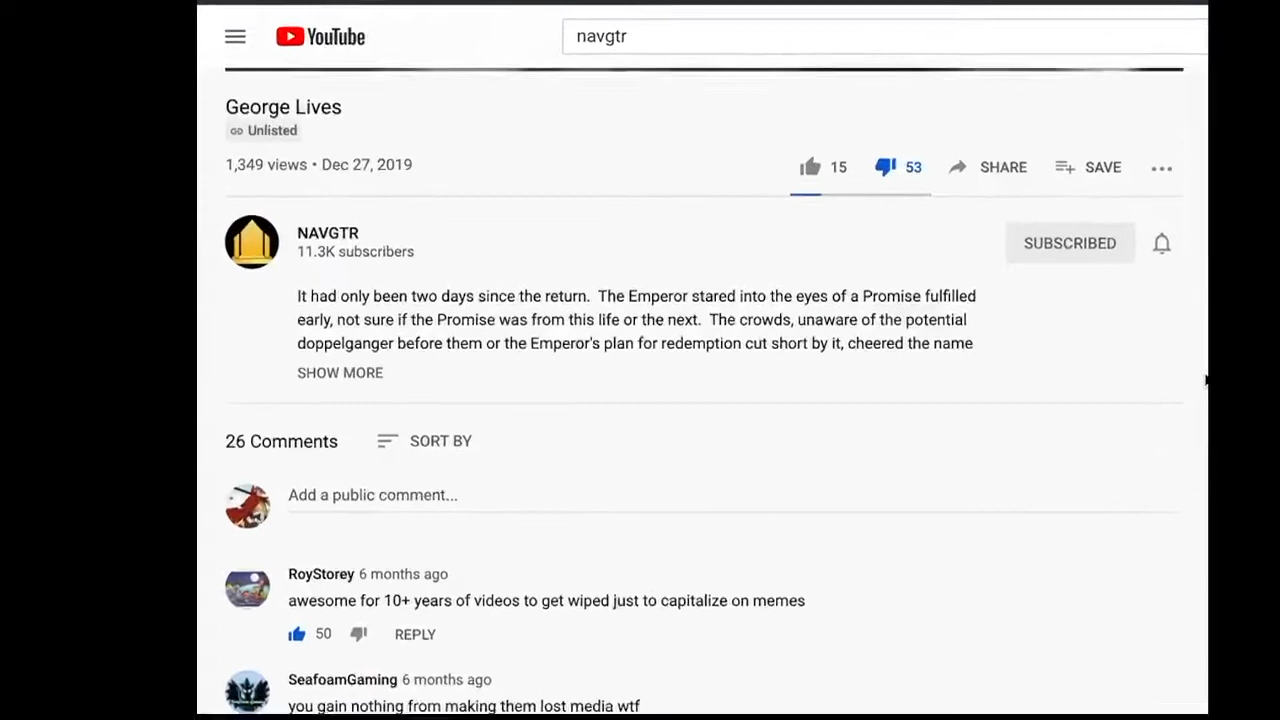 YouTube
navgtr
George Lives
Unlisted
1,349 views • Dec 27, 2019
15
53
SHARE
SAVE
NAVGTR
11.3K subscribers
SUBSCRIBED
It had only been two days since the return.  The Emperor stared into the eyes of a Promise fulfilled
early, not sure if the Promise was from this life or the next.  The crowds, unaware of the potential
doppelganger before them or the Emperor's plan for redemption cut short by it, cheered the name
SHOW MORE
26 Comments
SORT BY
Add a public comment...
RoyStorey 6 months ago
awesome for 10+ years of videos to get wiped just to capitalize on memes
50
REPLY
SeafoamGaming 6 months ago
you gain nothing from making them lost media wtf